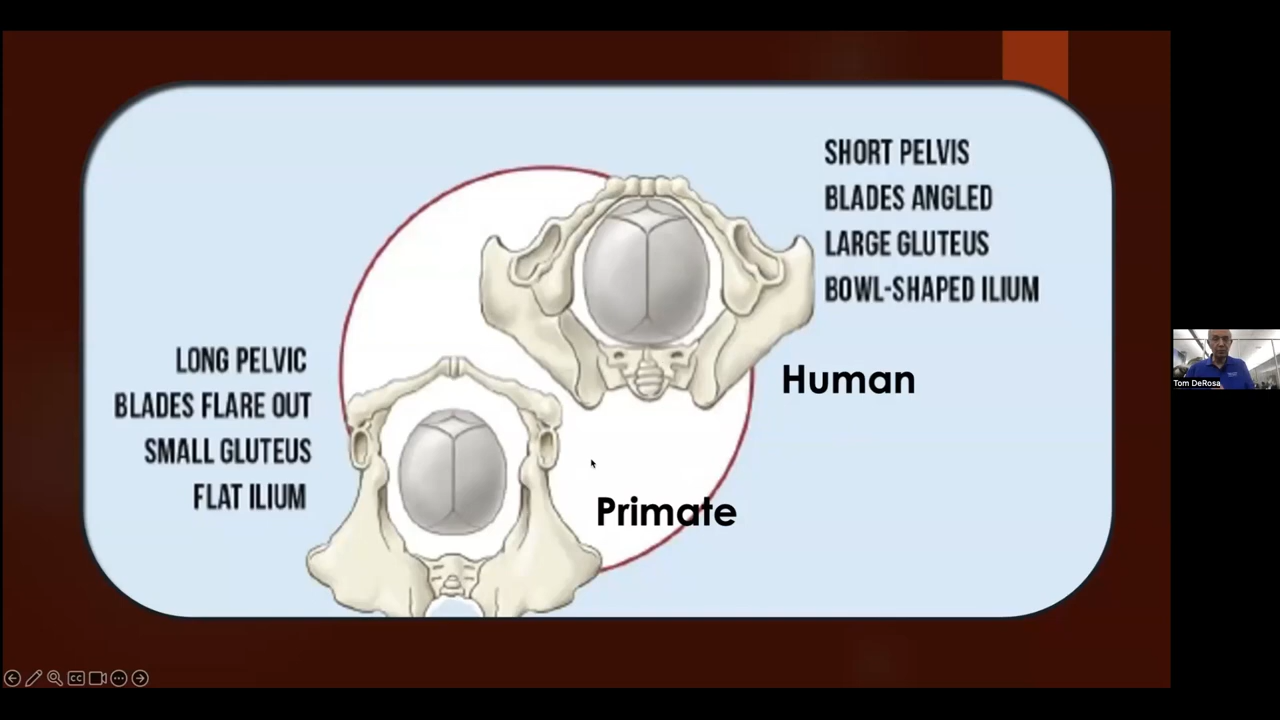 SHORT PELVIS
BLADES ANGLED
LARGE GLUTEUS
BOWL-SHAPED ILIUM
Human
LONG PELVIC
BLADES FLARE OUT
SMALL GLUTEUS
FLAT ILIUM
Primate
Tom DeRosa
CC